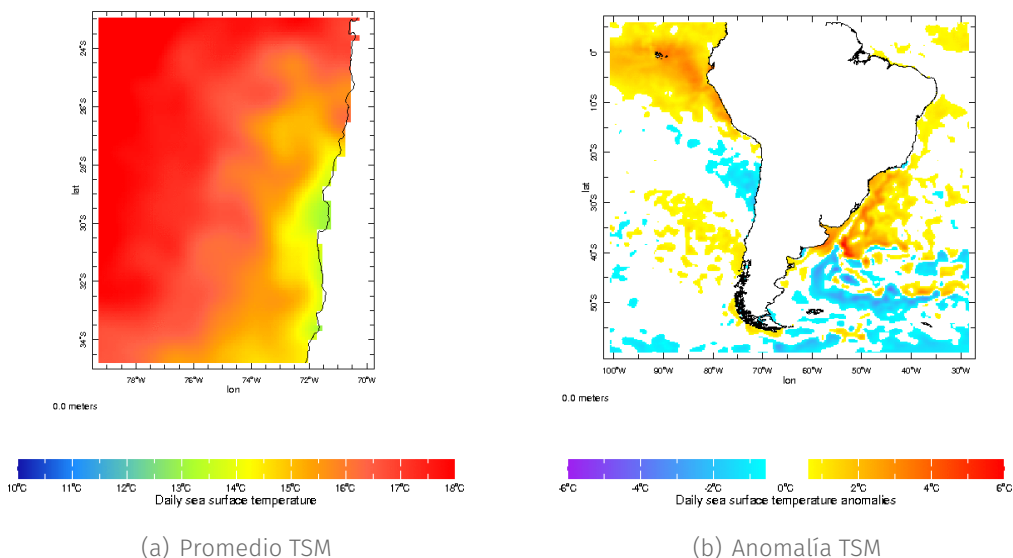 24°S
26°S
28°S
lat
30°S
32°S
34°S
78°W 76°W 74°W 72°W 70°W
lon
0.0 meters
10°C 11°C 12°C 13°C 14°C 15°C 16°C 17°C 18°C
Daily sea surface temperature
(a) Promedio TSM
0°
10°S
20°S
lat
30°S
40°S
50°S
100°W 90°W 80°W 70°W 60°W 50°W 40°W 30°W
lon
0.0 meters
-6°C -4°C -2°C 0°C 2°C 4°C 6°C
Daily sea surface temperature anomalies
(b) Anomalía TSM